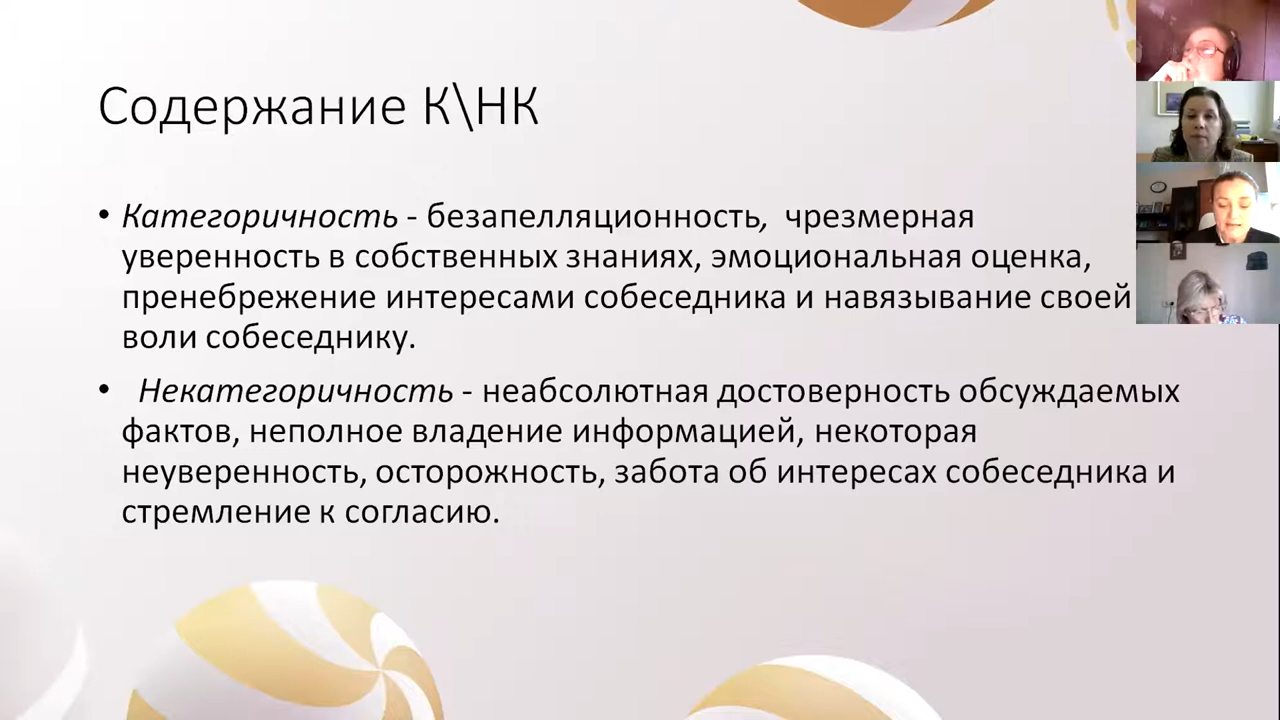 Содержание К\НК
• Категоричность - безапелляционность, чрезмерная
уверенность в собственных знаниях, эмоциональная оценка,
пренебрежение интересами собеседника и навязывание своей
воли собеседнику.
• Некатегоричность - неабсолютная достоверность обсуждаемых
фактов, неполное владение информацией, некоторая
неуверенность, осторожность, забота об интересах собеседника и
стремление к согласию.